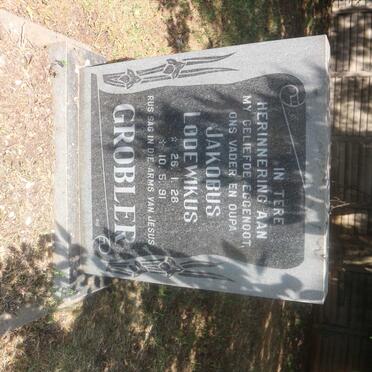 IN TERE
HERINNERING AAN
MY GELIEFDE EGGENOOT,
ONS VADER EN OUPA
JAKOBUS
LODEWIKUS
☆ 26.1.28
✝ 10.5.91
GROBLER
RUS SAG IN DIE ARMS VAN JESUS